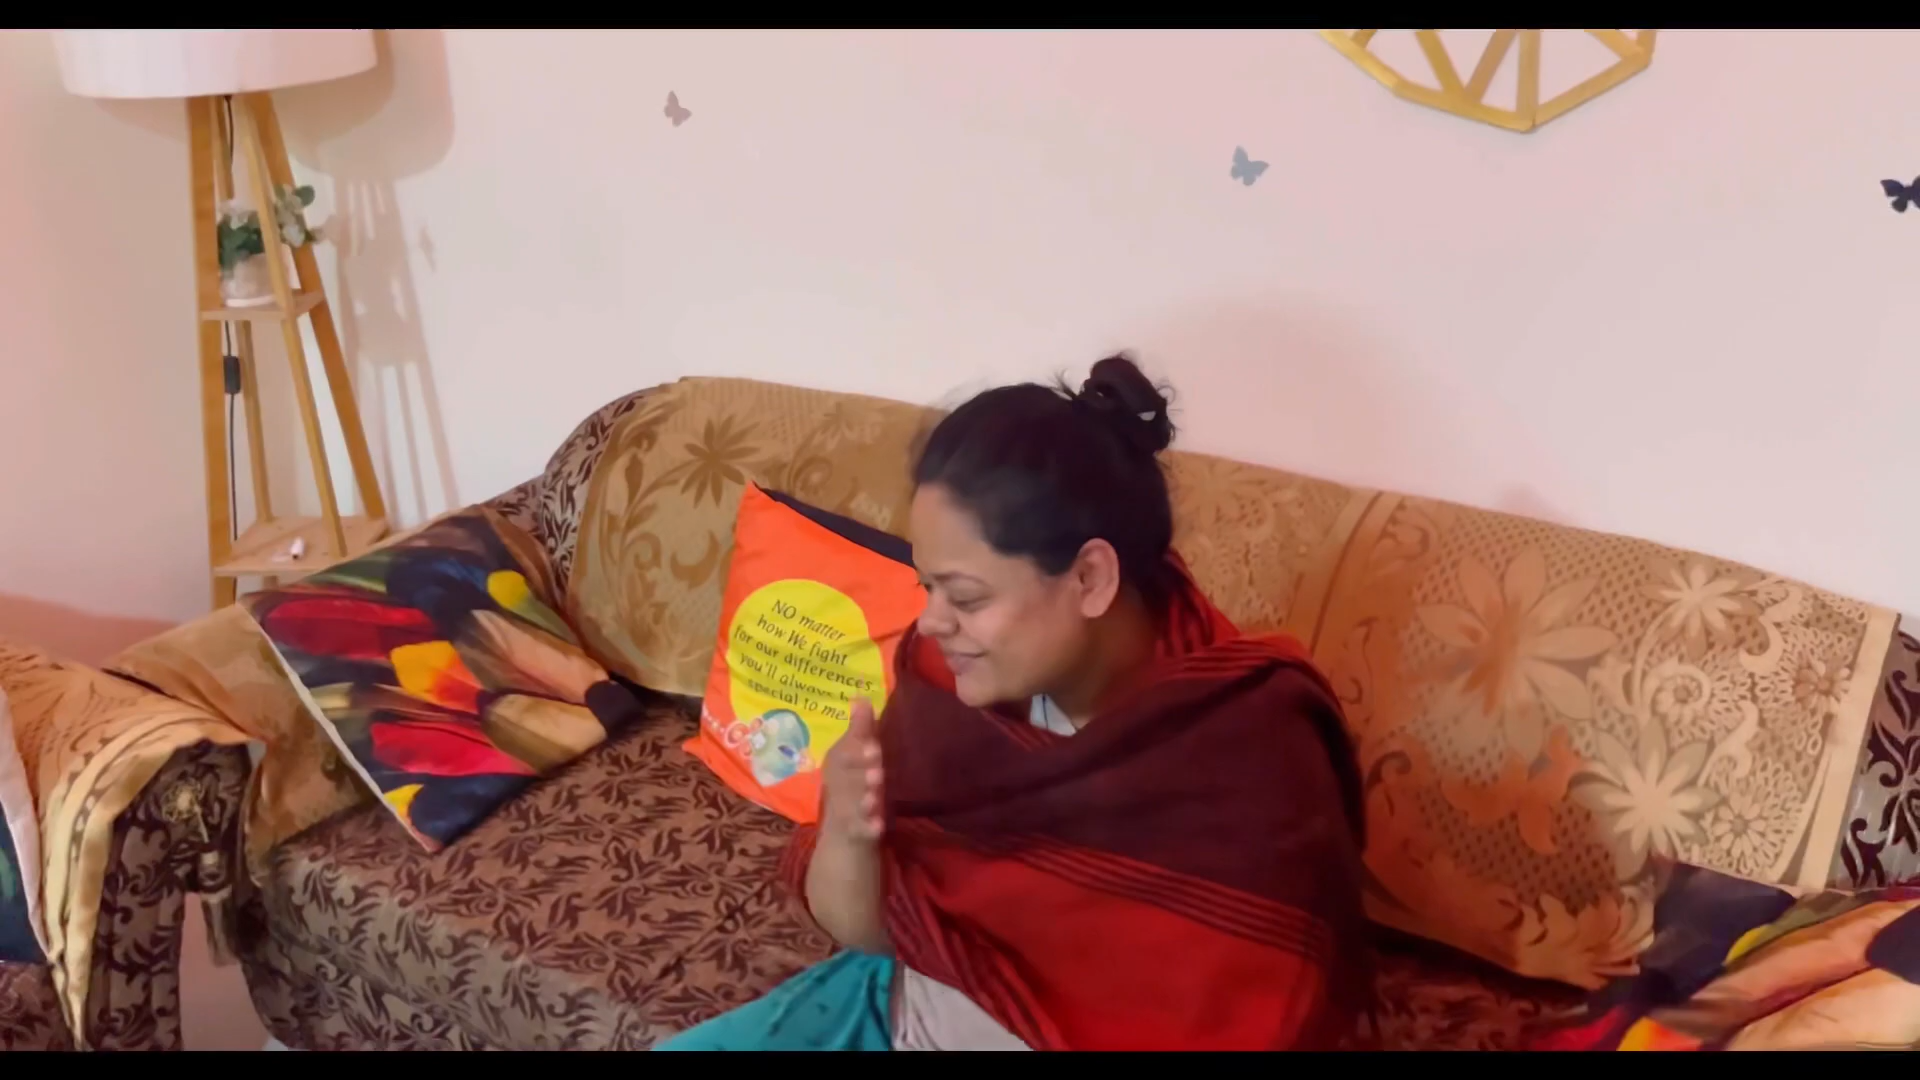 NO matter
how We fight
for our differences.
you'll always
special to me.